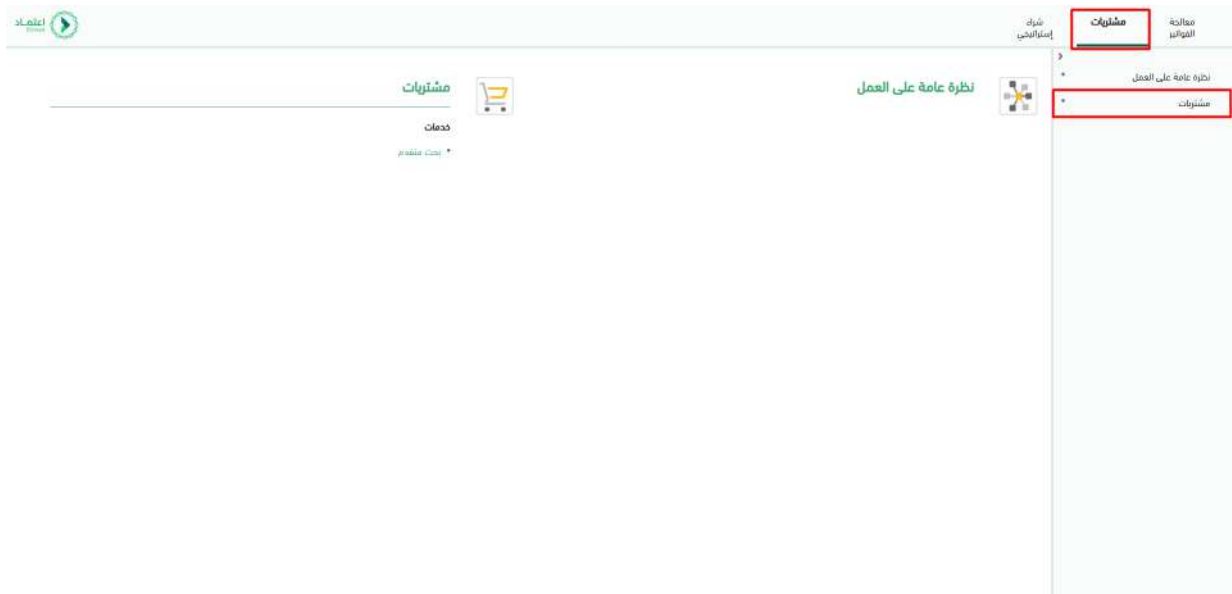 معالجة
الفواتير
مشتريات
شراء
إستراتيجي
اعتماد
نظرة عامة على العمل
مشتريات
نظرة عامة على العمل
مشتريات
خدمات
بحث متقدم